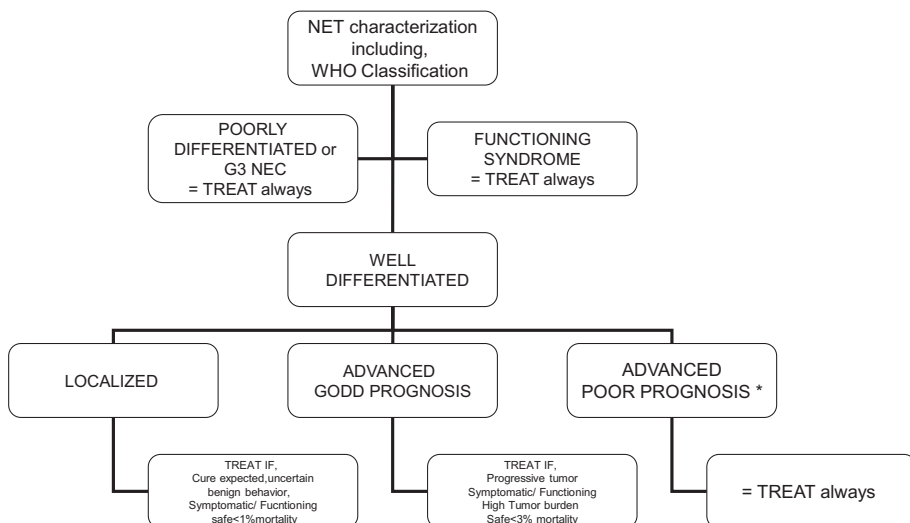 NET characterization
including,
WHO Classification
POORLY
DIFFERENTIATED or
G3 NEC
= TREAT always
FUNCTIONING
SYNDROME
= TREAT always
WELL
DIFFERENTIATED
LOCALIZED
ADVANCED
GODD PROGNOSIS
ADVANCED
POOR PROGNOSIS *
TREAT IF,
Cure expected,uncertain
benign behavior,
Symptomatic/ Fucntioning
safe<1%mortality
TREAT IF,
Progressive tumor
Symptomatic/ Functioning
High Tumor burden
Safe<3% mortality
= TREAT always